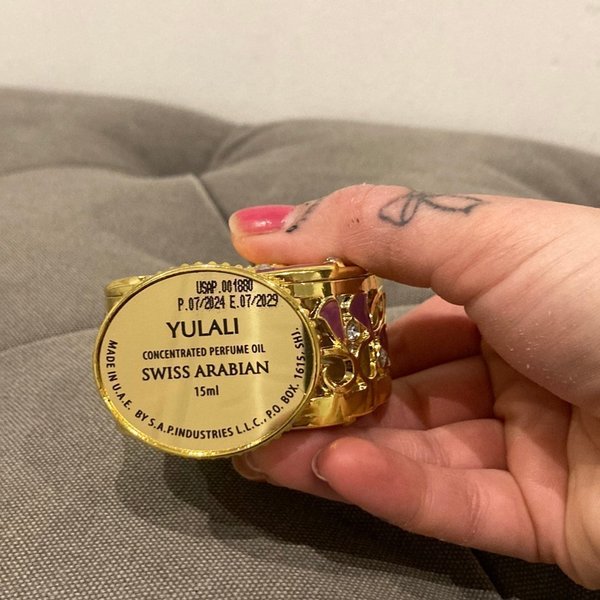 USAP.001880
P.07/2024 E.07/2029
YULALI
CONCENTRATED PERFUME OIL
SWISS ARABIAN
15ml
MADE IN U.A.E. BY S.A.P.INDUSTRIES L.L.C., P.O. BOX. 1615, SHJ.